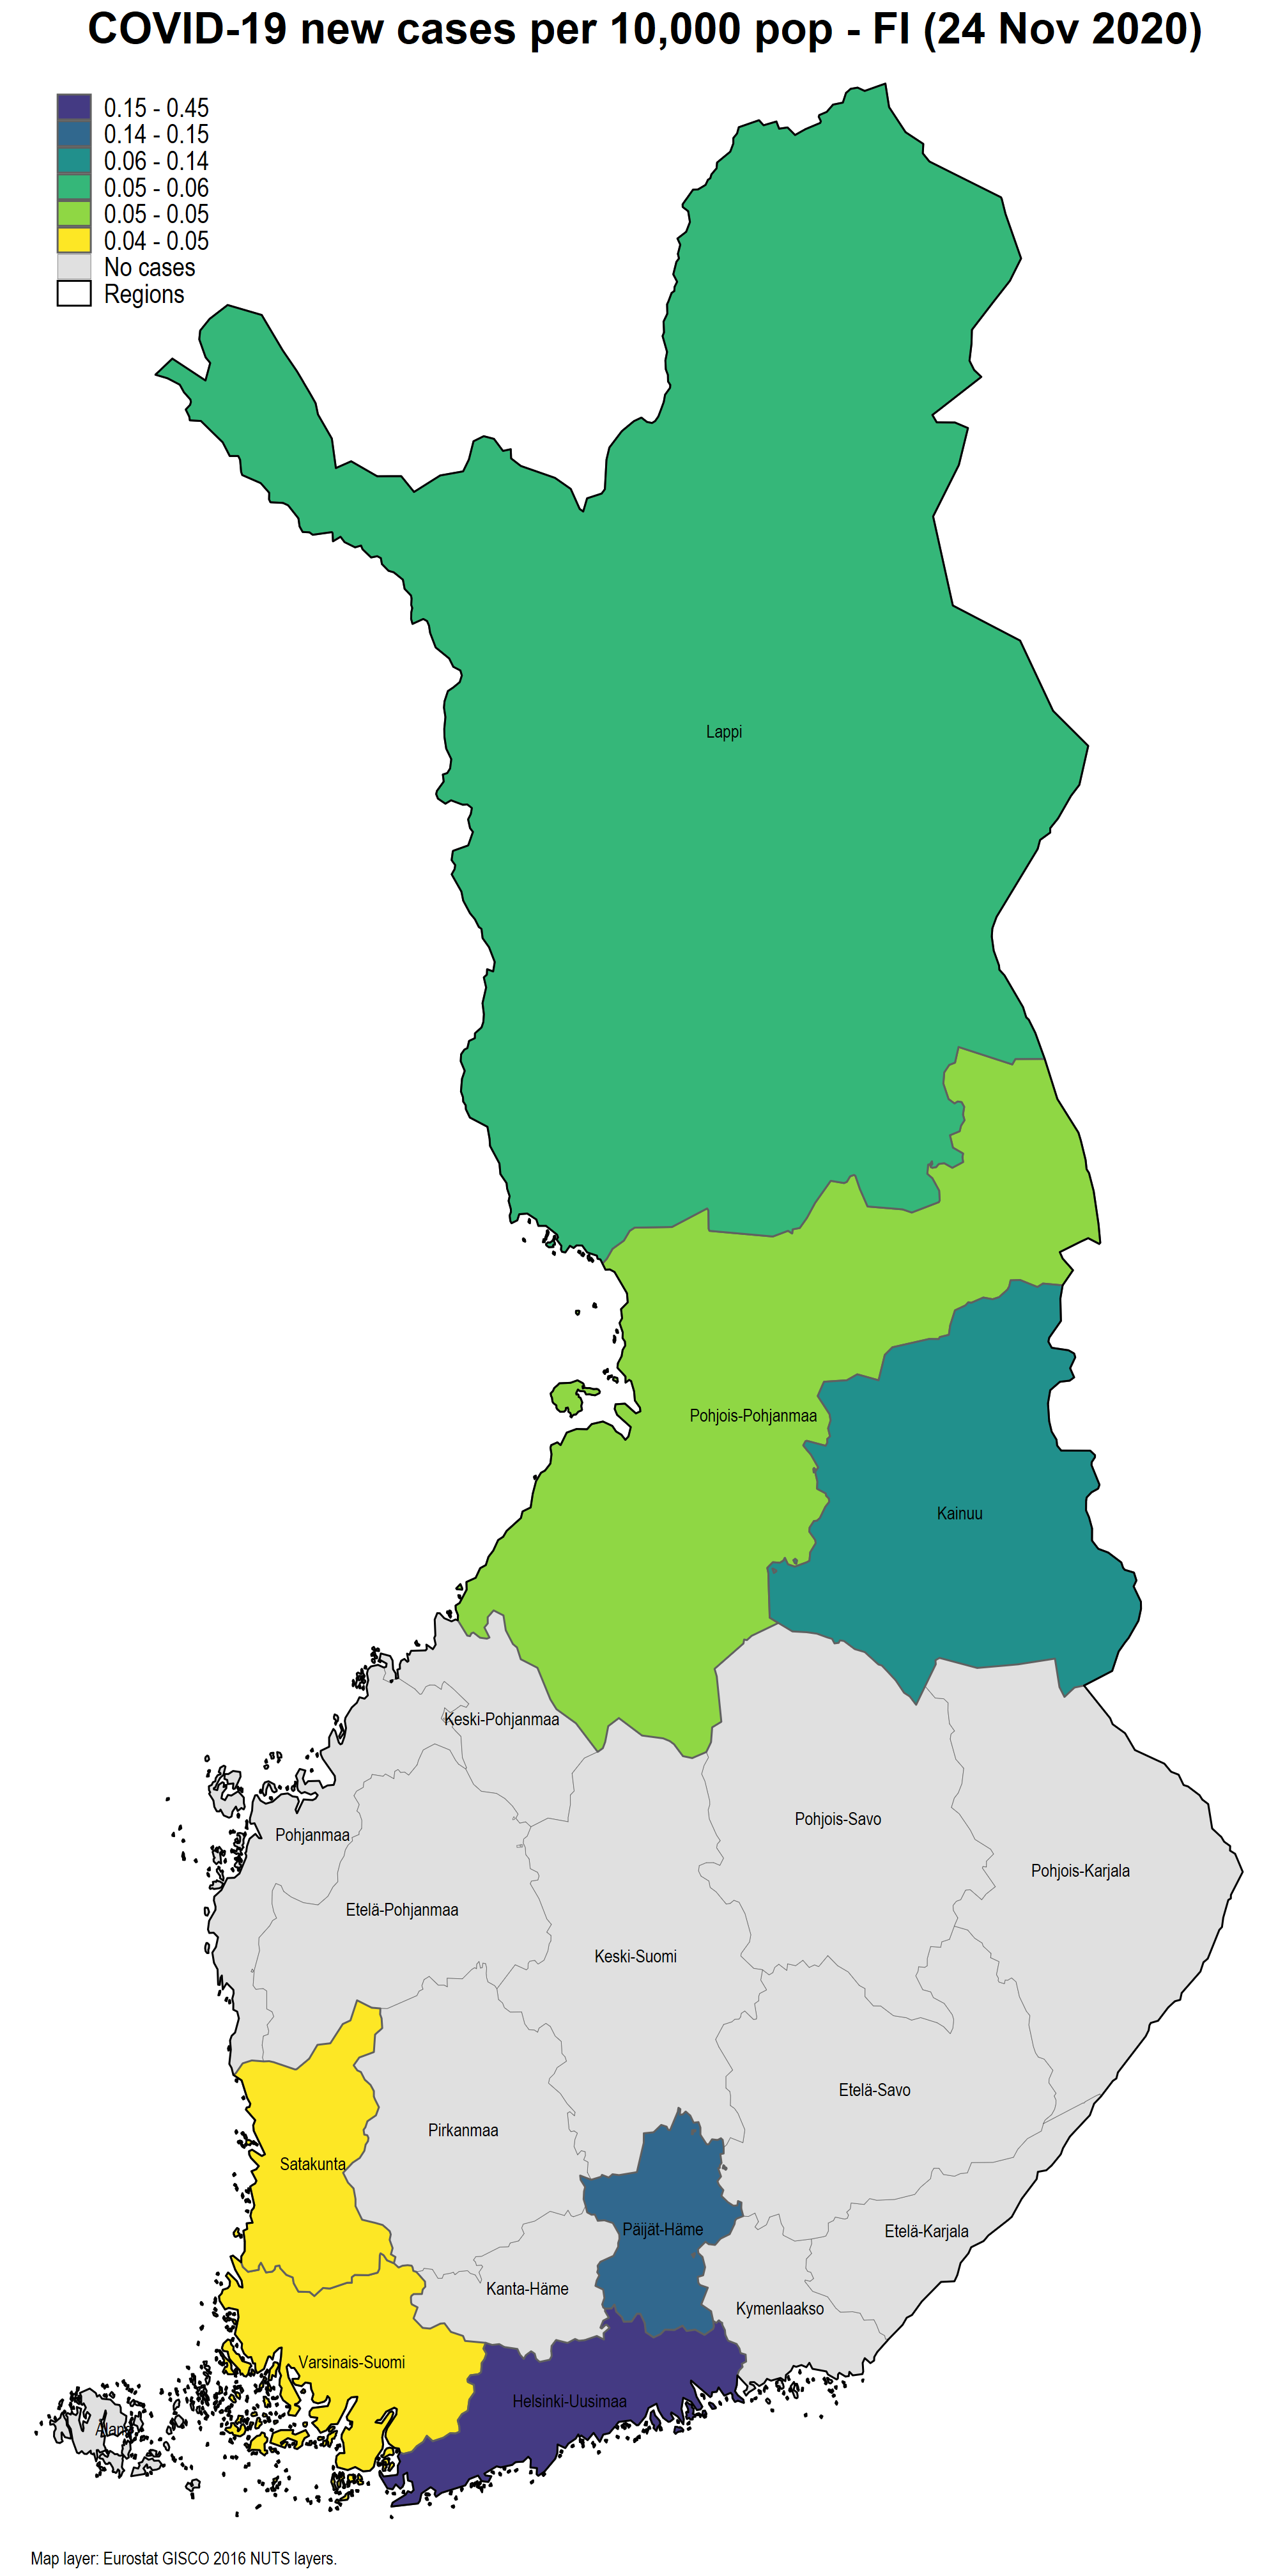 COVID-19 new cases per 10,000 pop - FI (24 Nov 2020)
0.15 - 0.45
0.14 - 0.15
0.06 - 0.14
0.05 - 0.06
0.05 - 0.05
0.04 - 0.05
No cases
Regions
Lappi
Pohjois-Pohjanmaa
Kainuu
Keski-Pohjanmaa
Pohjois-Savo
Pohjanmaa
Pohjois-Karjala
Etelä-Pohjanmaa
Keski-Suomi
Etelä-Savo
Pirkanmaa
Satakunta
Päijät-Häme
Etelä-Karjala
Kanta-Häme
Kymenlaakso
Varsinais-Suomi
Helsinki-Uusimaa
Åland
Map layer: Eurostat GISCO 2016 NUTS layers.